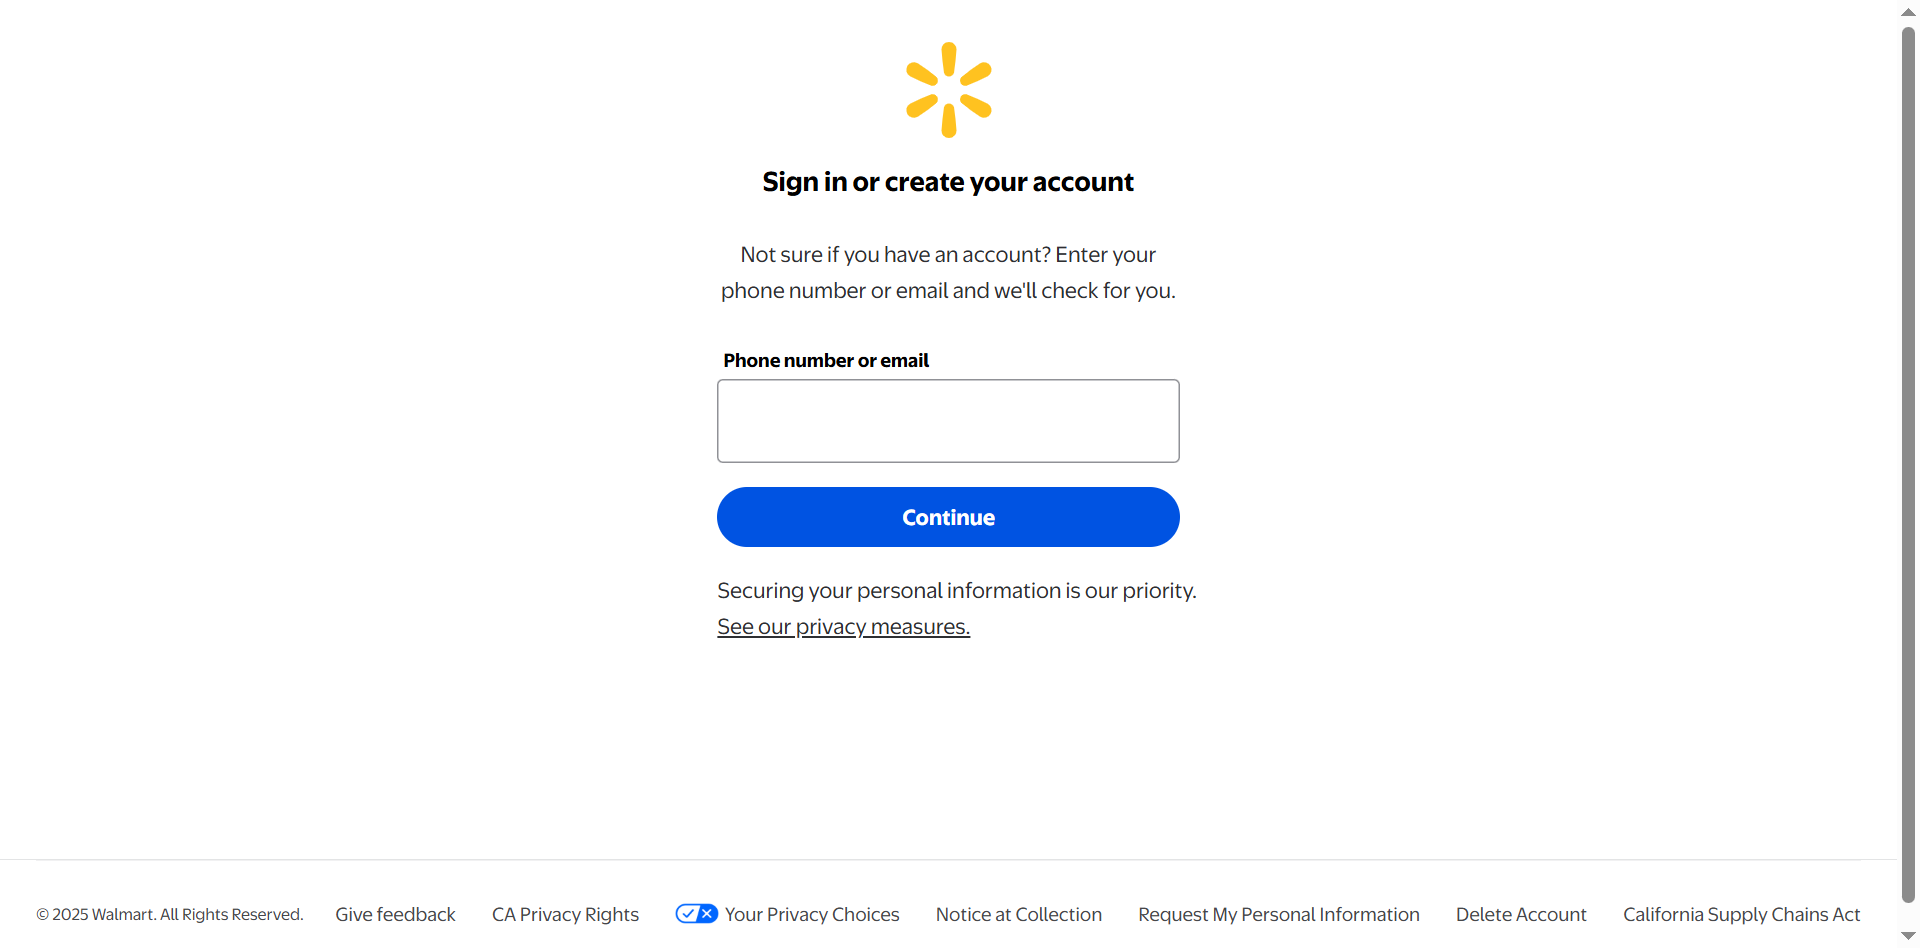 Sign in or create your account
Not sure if you have an account? Enter your
phone number or email and we'll check for you.
Phone number or email
Continue
Securing your personal information is our priority.
See our privacy measures.
© 2025 Walmart. All Rights Reserved. Give feedback CA Privacy Rights Your Privacy Choices Notice at Collection Request My Personal Information Delete Account California Supply Chains Act